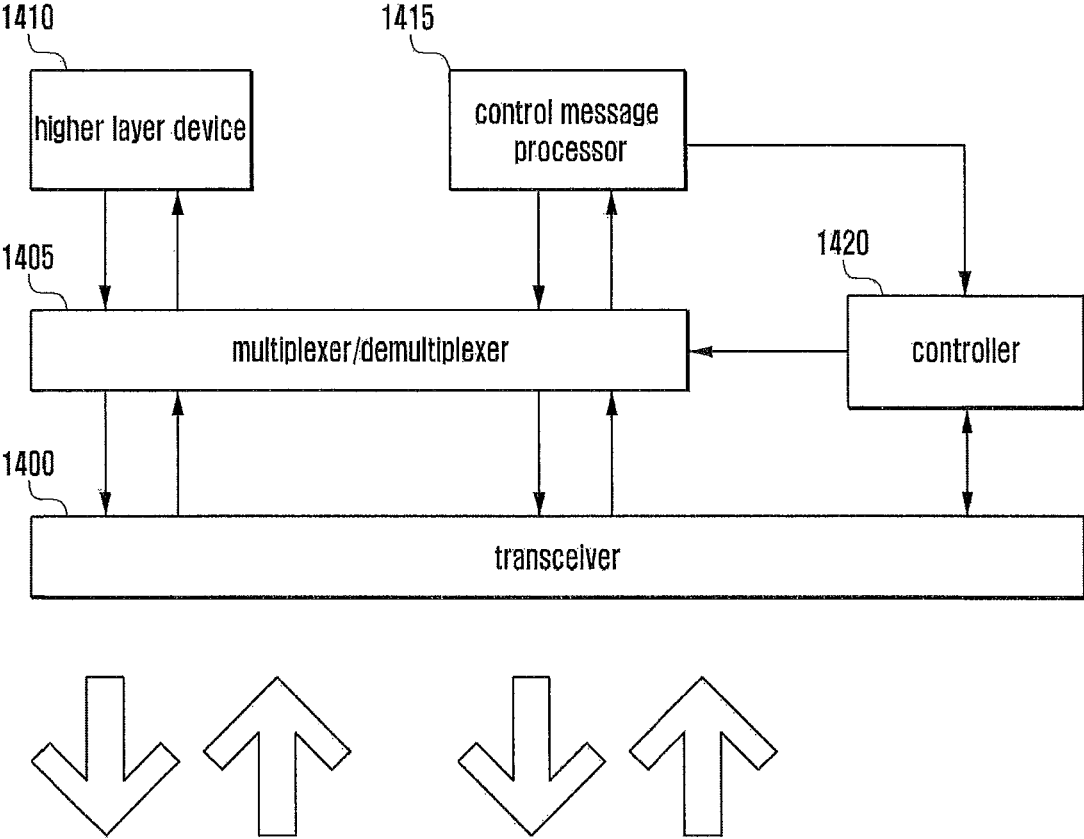 1410
1415
higher layer device
control message
processor
1405
1420
multiplexer/demultiplexer
controller
1400
transceiver